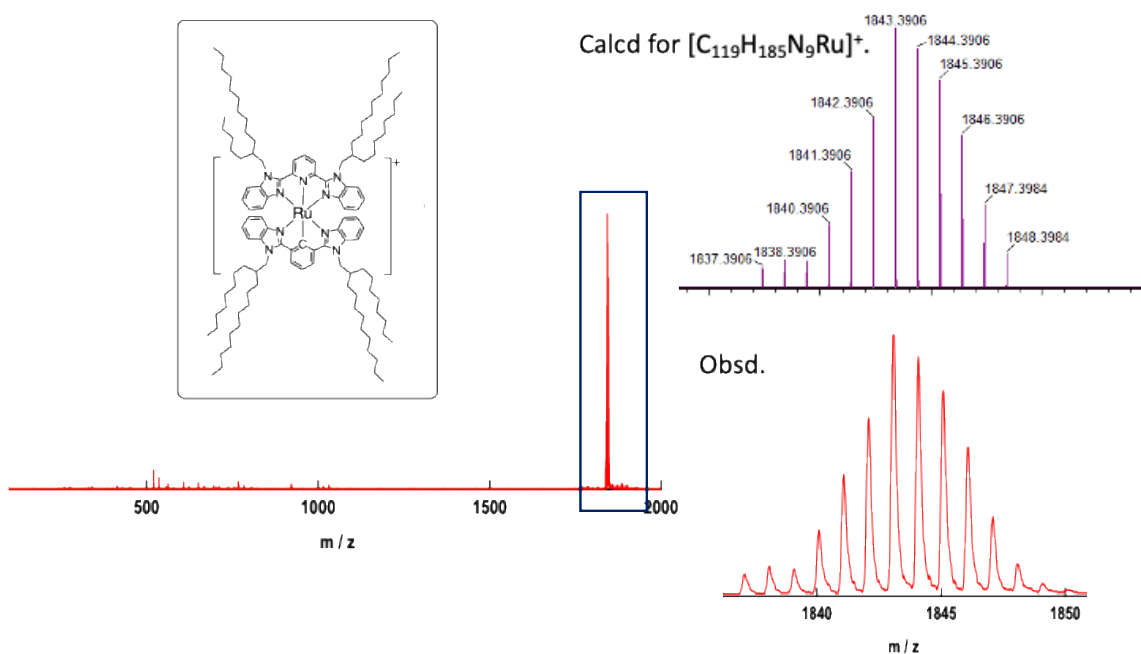 Calcd for [C₁₁₉H₁₈₅N₉Ru]⁺.
1843.3906
1844.3906
1845.3906
1842.3906
1846.3906
1841.3906
1847.3984
1840.3906
1837.3906 1838.3906
1848.3984
+
N N N
N N
Ru
N N
N C N
Obsd.
500 1000 1500 2000
m / z
1840 1845 1850
m / z